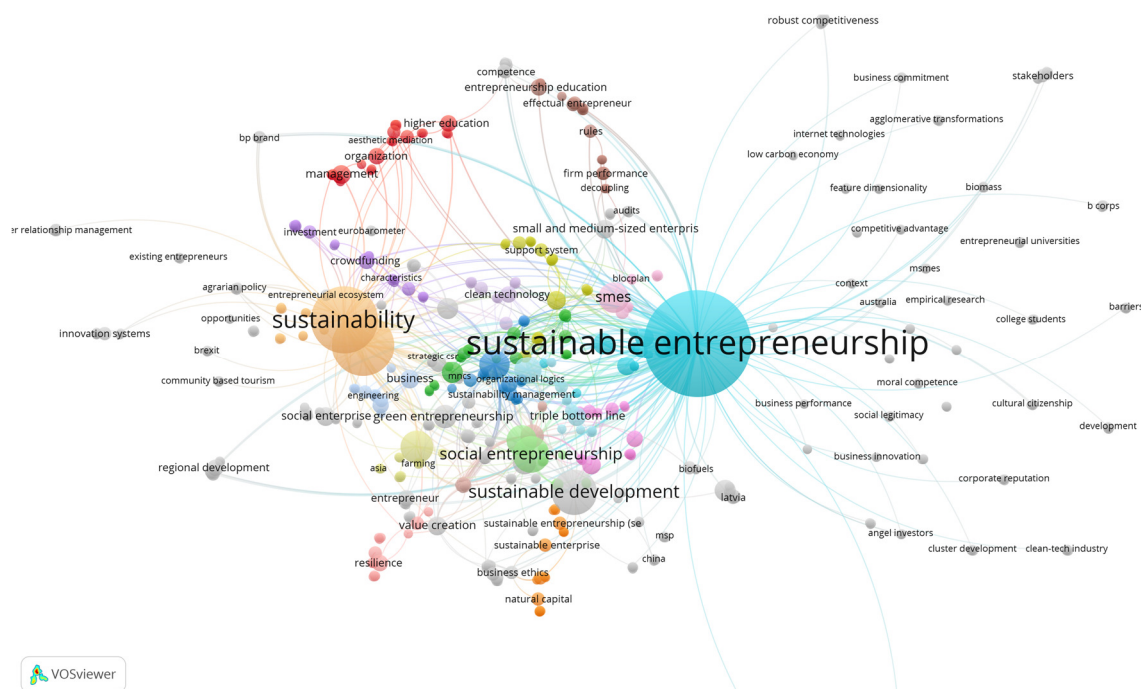 robust competitiveness
competence
stakeholders
business commitment
entrepreneurship education
effectual entrepreneur
agglomerative transformations
higher education
internet technologies
rules
bp brand
aesthetic mediation
organization
low carbon economy
management
firm performance
decoupling
feature dimensionality
biomass
b corps
audits
er relationship management
investment
eurobarometer
small and medium-sized enterpris
competitive advantage
entrepreneurial universities
support system
existing entrepreneurs
crowdfunding
msmes
characteristics
blocplan
context
agrarian policy
entrepreneurial ecosystem
clean technology
smes
australia
empirical research
barriers
opportunities
sustainability
college students
innovation systems
sustainable entrepreneurship
brexit
strategic csr
community based tourism
business
mncs
organizational logics
moral competence
engineering
sustainability management
business performance
cultural citizenship
social enterprise
green entrepreneurship
triple bottom line
social legitimacy
development
social entrepreneurship
business innovation
regional development
asia
farming
biofuels
corporate reputation
entrepreneur
sustainable development
latvia
value creation
sustainable entrepreneurship (se
msp
angel investors
sustainable enterprise
cluster development
clean-tech industry
resilience
china
business ethics
natural capital
VOSviewer